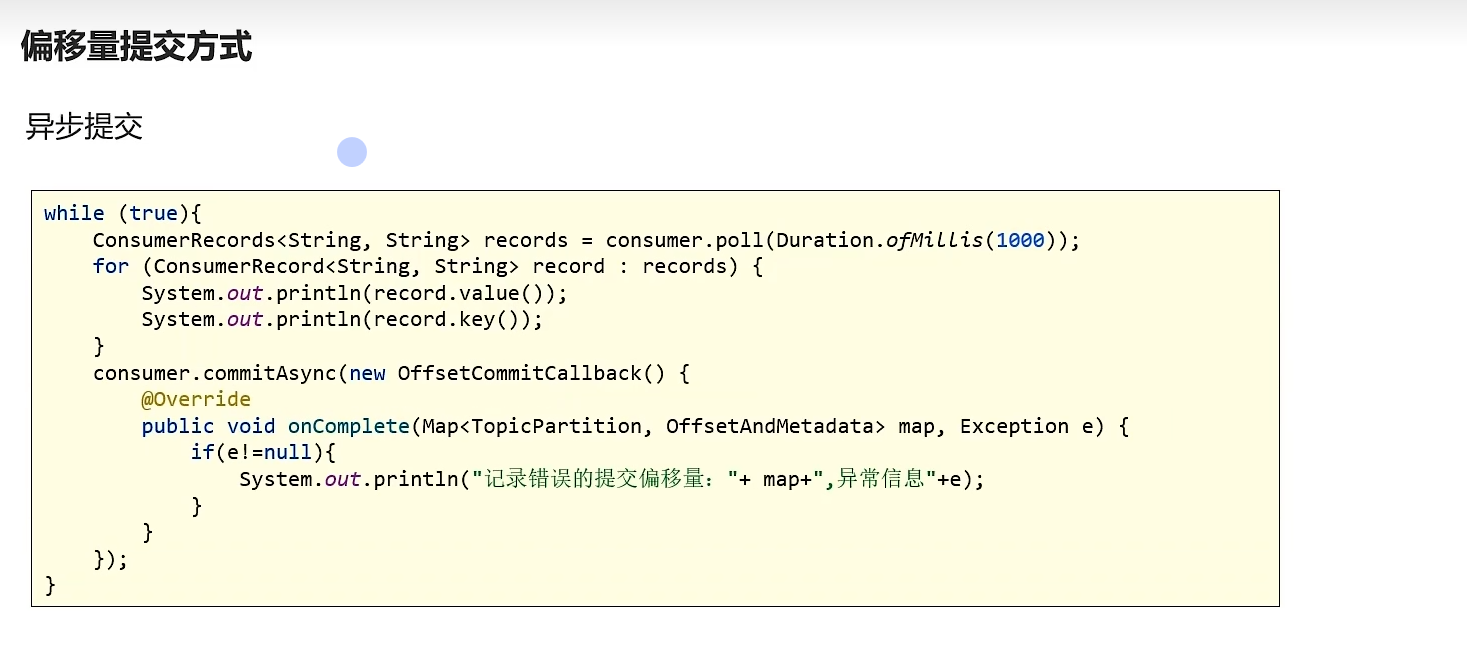 偏移量提交方式
异步提交
while (true){
    ConsumerRecords<String, String> records = consumer.poll(Duration.ofMillis(1000));
    for (ConsumerRecord<String, String> record : records) {
        System.out.println(record.value());
        System.out.println(record.key());
    }
    consumer.commitAsync(new OffsetCommitCallback() {
        @Override
        public void onComplete(Map<TopicPartition, OffsetAndMetadata> map, Exception e) {
            if(e!=null){
                System.out.println("记录错误的提交偏移量："+ map+",异常信息"+e);
            }
        }
    });
}